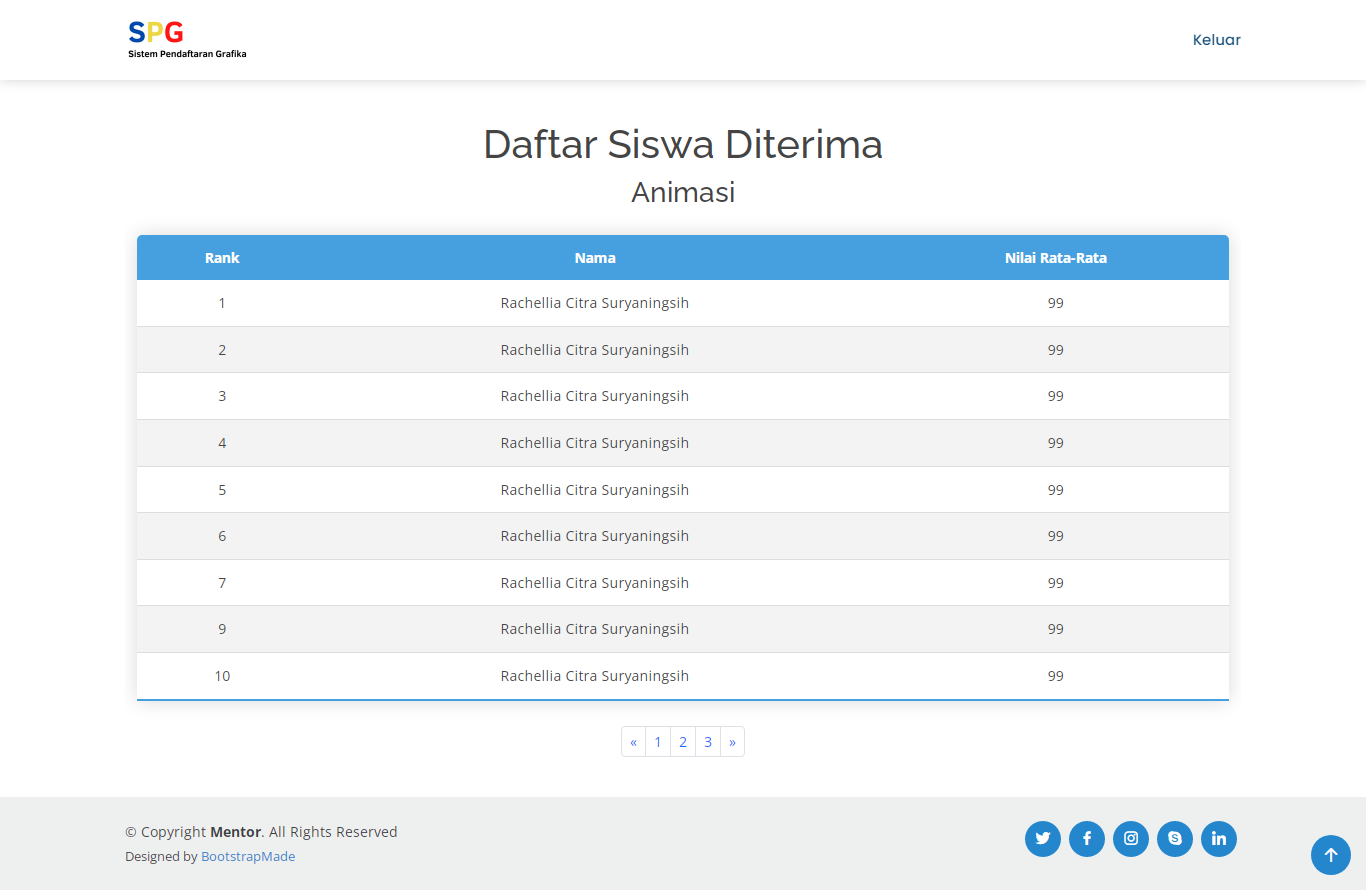 SPG
Sistem Pendaftaran Grafika
Keluar
Daftar Siswa Diterima
Animasi
Rank Nama Nilai Rata-Rata
1 Rachellia Citra Suryaningsih 99
2 Rachellia Citra Suryaningsih 99
3 Rachellia Citra Suryaningsih 99
4 Rachellia Citra Suryaningsih 99
5 Rachellia Citra Suryaningsih 99
6 Rachellia Citra Suryaningsih 99
7 Rachellia Citra Suryaningsih 99
9 Rachellia Citra Suryaningsih 99
10 Rachellia Citra Suryaningsih 99
« 1 2 3 »
© Copyright Mentor. All Rights Reserved
Designed by BootstrapMade